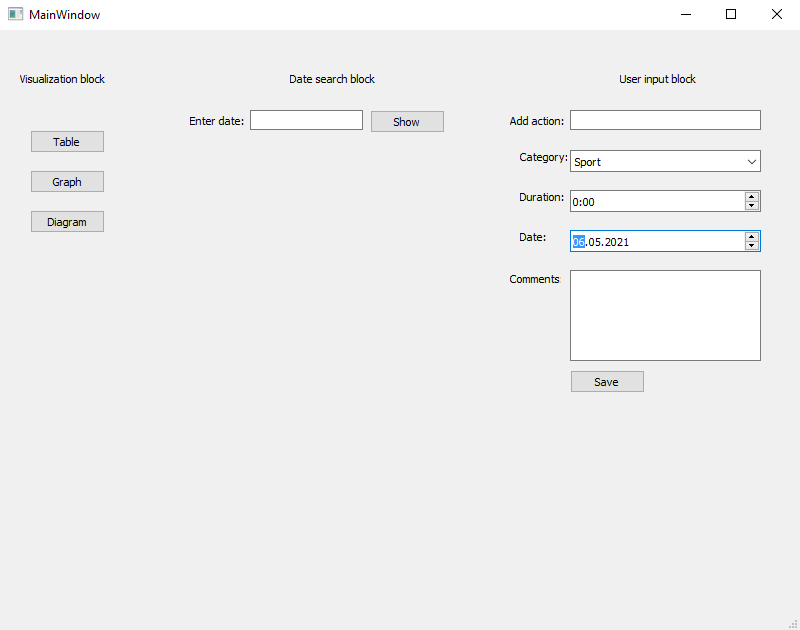 MainWindow
Visualization block
Date search block
User input block
Enter date:
Show
Add action:
Table
Category:
Sport
Graph
Duration:
0:00
Diagram
Date:
06.05.2021
Comments:
Save